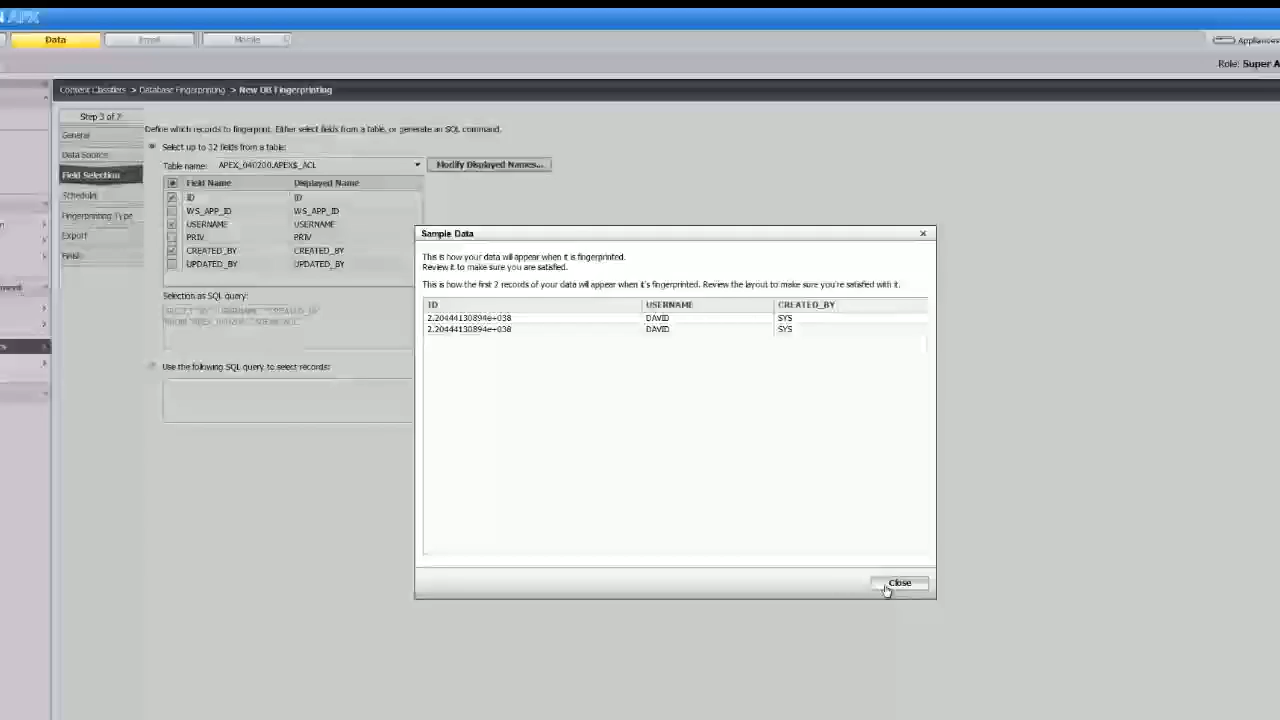 APX
Data
Email
Mobile
Appliances
Role: Super A
Content Classifiers > Database Fingerprinting > New DB Fingerprinting
Step 3 of 7
General
Data Source
Field Selection
Scheduler
Fingerprinting Type
Export
Finish
Define which records to fingerprint. Either select fields from a table, or generate an SQL command.
Select up to 32 fields from a table:
Table name: APEX_040200.APEX$_ACL
Modify Displayed Names...
Field Name Displayed Name
ID ID
WS_APP_ID WS_APP_ID
USERNAME USERNAME
PRIV PRIV
CREATED_BY CREATED_BY
UPDATED_BY UPDATED_BY
Selection as SQL query:
Use the following SQL query to select records:
Sample Data
This is how your data will appear when it is fingerprinted.
Review it to make sure you are satisfied.
This is how the first 2 records of your data will appear when it's fingerprinted. Review the layout to make sure you're satisfied with it.
ID USERNAME CREATED_BY
2.20444130894e+038 DAVID SYS
2.20444130894e+038 DAVID SYS
Close